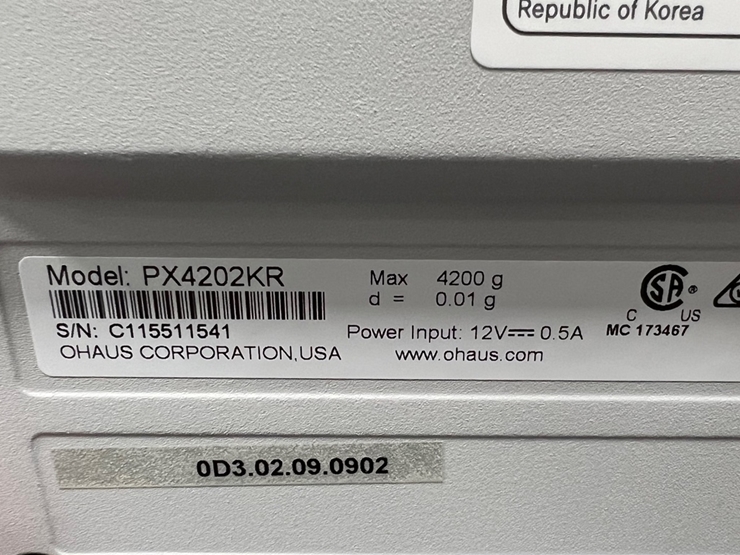 Republic of Korea
Model: PX4202KR
Max 4200 g
d = 0.01 g
S/N: C115511541
Power Input: 12V⎓ 0.5A
OHAUS CORPORATION,USA
www.ohaus.com
SA ®
C US
MC 173467
0D3.02.09.0902